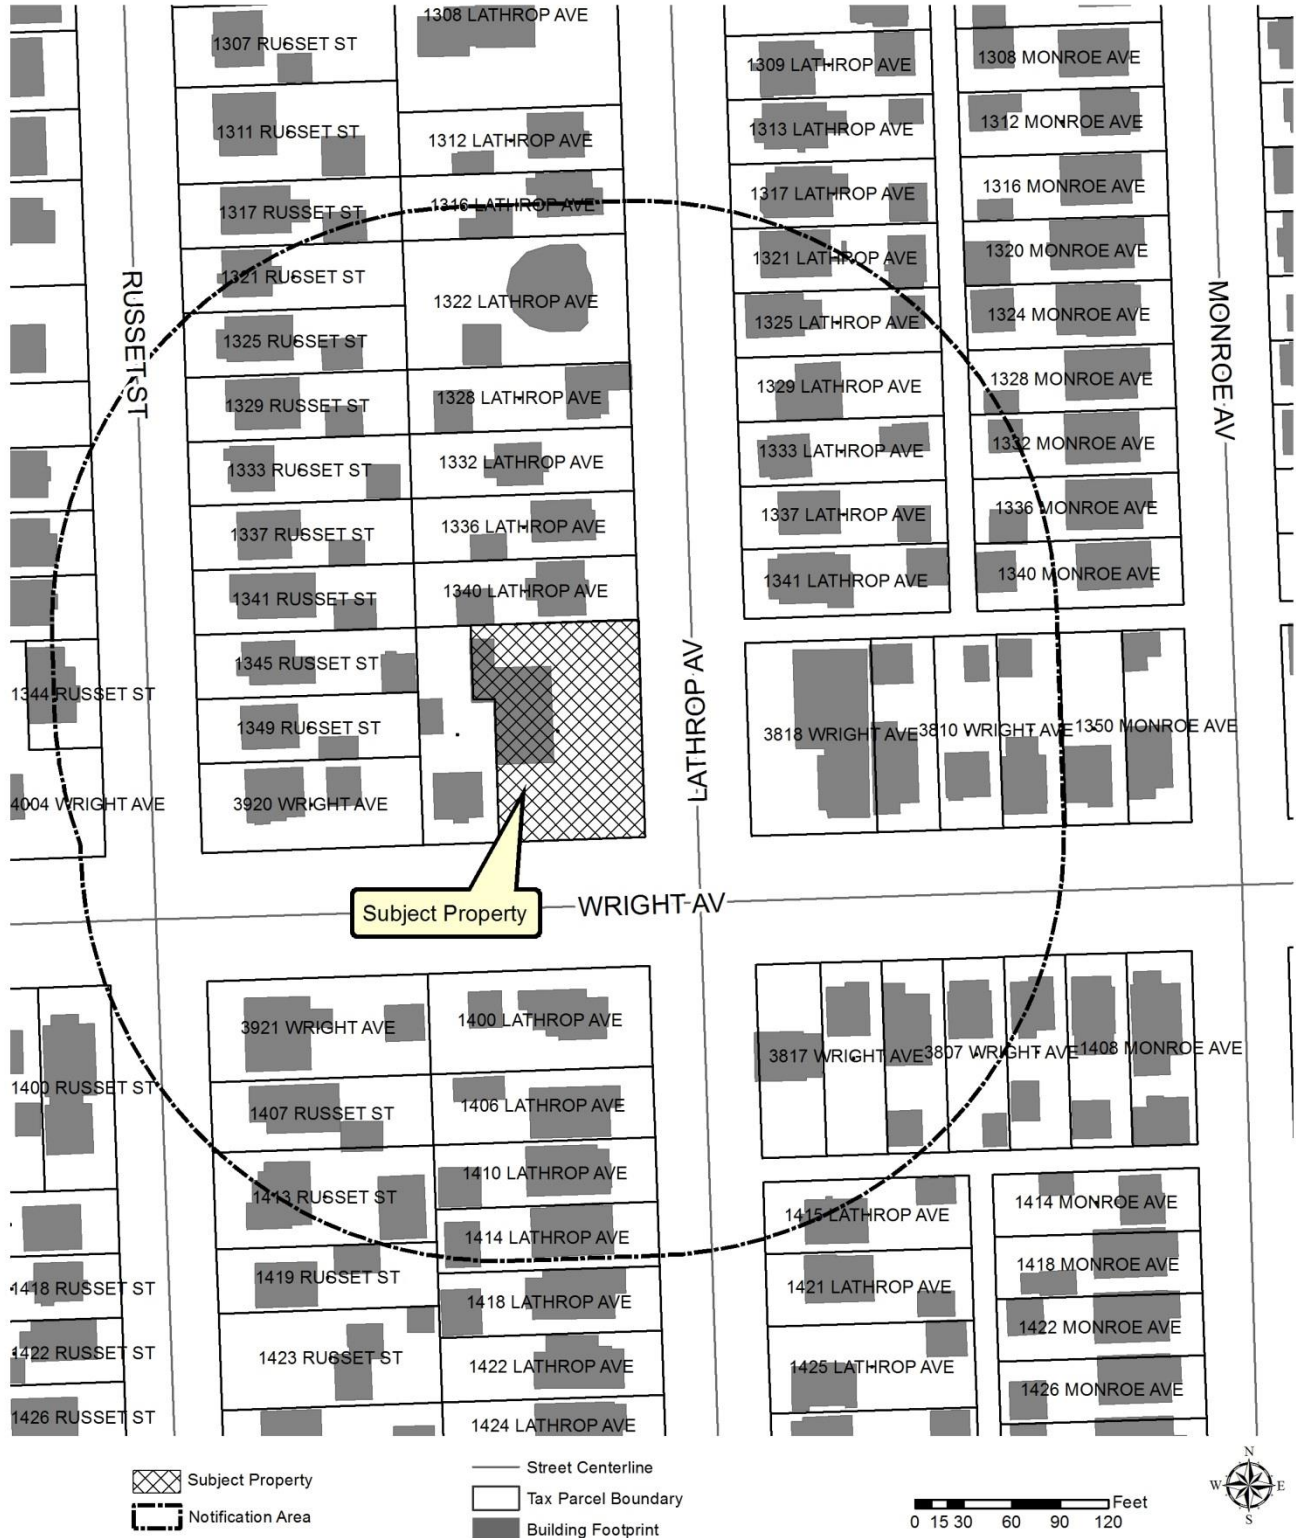 1308 LATHROP AVE
1307 RUSSET ST
1309 LATHROP AVE
1308 MONROE AVE
1311 RUSSET ST
1312 LATHROP AVE
1313 LATHROP AVE
1312 MONROE AVE
1317 RUSSET ST
1316 LATHROP AVE
1317 LATHROP AVE
1316 MONROE AVE
1321 RUSSET ST
1322 LATHROP AVE
1321 LATHROP AVE
1320 MONROE AVE
1325 RUSSET ST
1325 LATHROP AVE
1324 MONROE AVE
RUSSET ST
MONROE AV
1329 RUSSET ST
1328 LATHROP AVE
1329 LATHROP AVE
1328 MONROE AVE
1333 RUSSET ST
1332 LATHROP AVE
1333 LATHROP AVE
1332 MONROE AVE
1337 RUSSET ST
1336 LATHROP AVE
1337 LATHROP AVE
1336 MONROE AVE
1341 RUSSET ST
1340 LATHROP AVE
1341 LATHROP AVE
1340 MONROE AVE
1345 RUSSET ST
1344 RUSSET ST
1349 RUSSET ST
LATHROP AV
3818 WRIGHT AVE
3810 WRIGHT AVE
1350 MONROE AVE
4004 WRIGHT AVE
3920 WRIGHT AVE
Subject Property
WRIGHT AV
3921 WRIGHT AVE
1400 LATHROP AVE
3817 WRIGHT AVE
3807 WRIGHT AVE
1408 MONROE AVE
1400 RUSSET ST
1407 RUSSET ST
1406 LATHROP AVE
1413 RUSSET ST
1410 LATHROP AVE
1415 LATHROP AVE
1414 MONROE AVE
1414 LATHROP AVE
1418 RUSSET ST
1419 RUSSET ST
1418 LATHROP AVE
1421 LATHROP AVE
1418 MONROE AVE
1422 RUSSET ST
1423 RUSSET ST
1422 LATHROP AVE
1425 LATHROP AVE
1422 MONROE AVE
1426 RUSSET ST
1424 LATHROP AVE
1426 MONROE AVE
Subject Property
Notification Area
Street Centerline
Tax Parcel Boundary
Building Footprint
Feet
0 15 30 60 90 120
N
W E
S